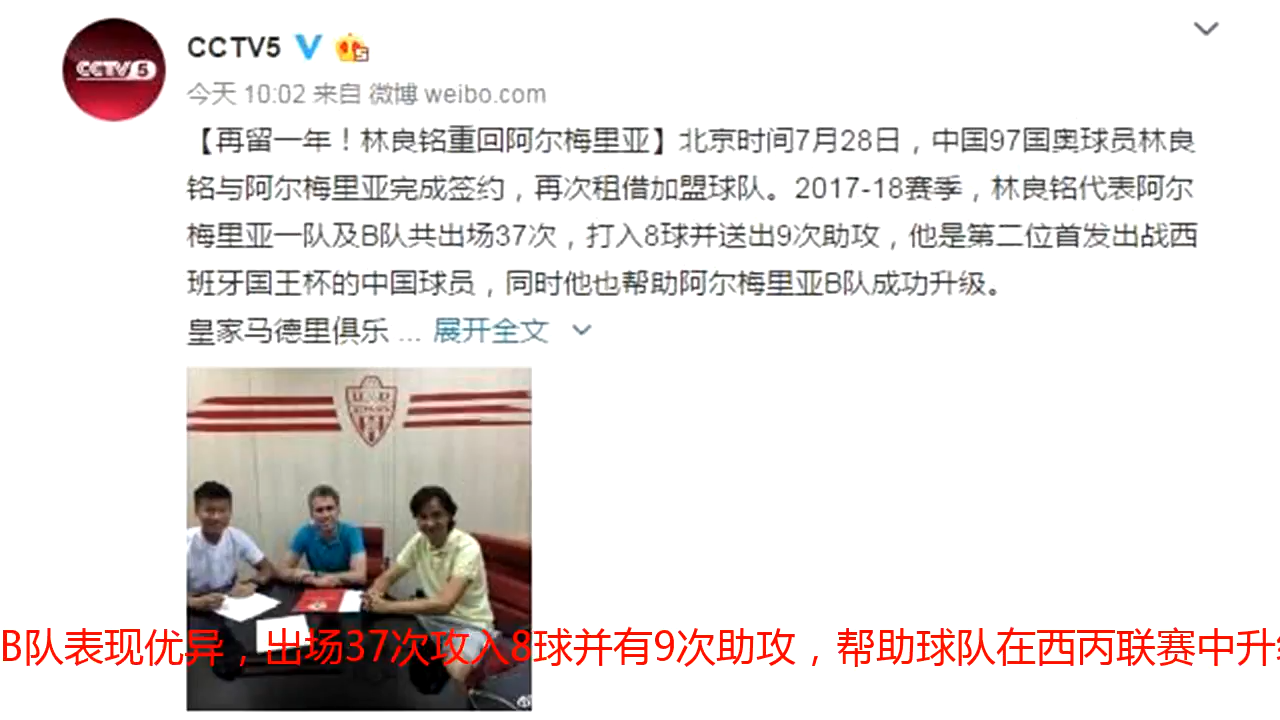 CCTV5
CCTV5
今天 10:02 来自 微博 weibo.com
【再留一年！林良铭重回阿尔梅里亚】北京时间7月28日，中国97国奥球员林良
铭与阿尔梅里亚完成签约，再次租借加盟球队。2017-18赛季，林良铭代表阿尔
梅里亚一队及B队共出场37次，打入8球并送出9次助攻，他是第二位首发出战西
班牙国王杯的中国球员，同时他也帮助阿尔梅里亚B队成功升级。
皇家马德里俱乐 ... 展开全文
B队表现优异，出场37次攻入8球并有9次助攻，帮助球队在西丙联赛中升